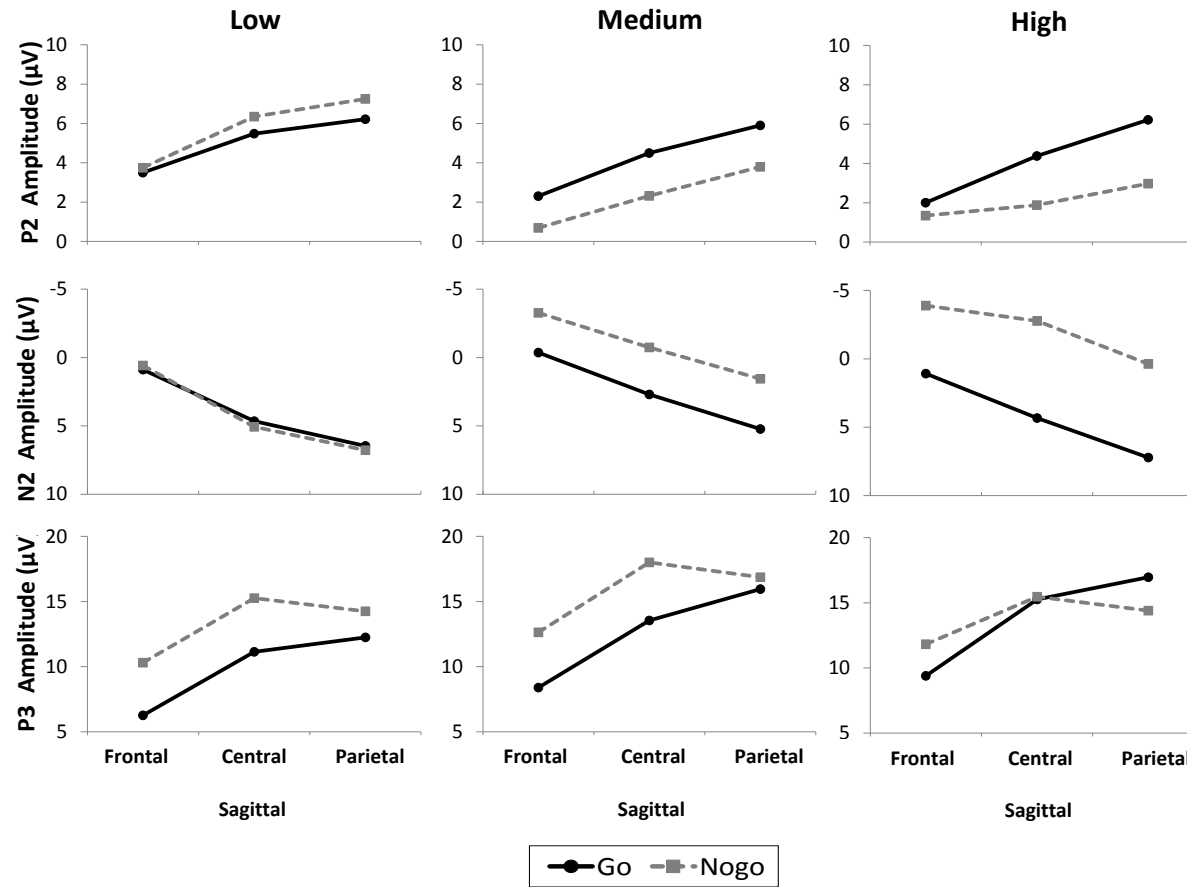 Low Medium High
P2 Amplitude (µV)
10 10 10
8 8 8
6 6 6
4 4 4
2 2 2
0 0 0
N2 Amplitude (µV)
-5 -5 -5
0 0 0
5 5 5
10 10 10
P3 Amplitude (µV
20 20 20
15 15 15
10 10 10
5 5 5
Frontal Central Parietal Frontal Central Parietal Frontal Central Parietal
Sagittal Sagittal Sagittal
Go Nogo